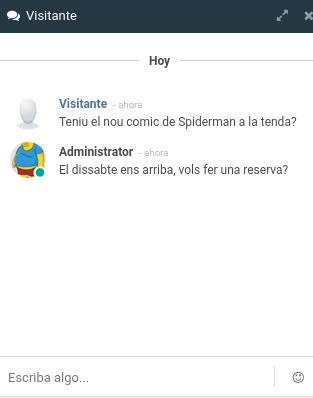 Visitante
Hoy
Visitante - ahora
Teniu el nou comic de Spiderman a la tenda?
Administrator - ahora
El dissabte ens arriba, vols fer una reserva?
Escriba algo...